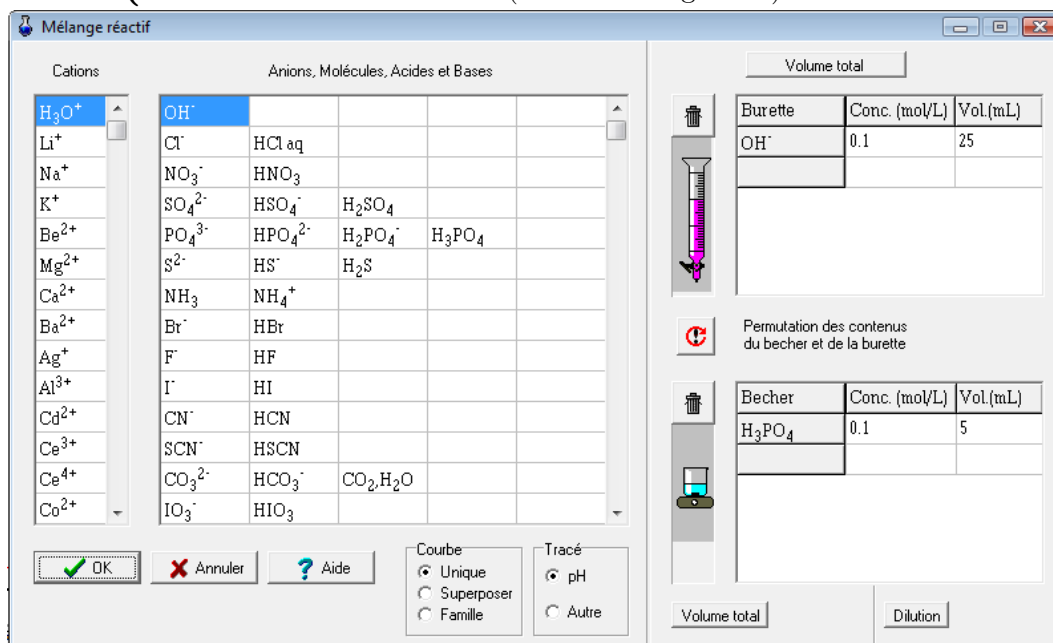 Mélange réactif
Cations
Anions, Molécules, Acides et Bases
H₃O⁺ OH⁻
Li⁺ Cl⁻ HCl aq
Na⁺ NO₃⁻ HNO₃
K⁺ SO₄²⁻ HSO₄⁻ H₂SO₄
Be²⁺ PO₄³⁻ HPO₄²⁻ H₂PO₄⁻ H₃PO₄
Mg²⁺ S²⁻ HS⁻ H₂S
Ca²⁺ NH₃ NH₄⁺
Ba²⁺ Br⁻ HBr
Ag⁺ F⁻ HF
Al³⁺ I⁻ HI
Cd²⁺ CN⁻ HCN
Ce³⁺ SCN⁻ HSCN
Ce⁴⁺ CO₃²⁻ HCO₃⁻ CO₂,H₂O
Co²⁺ IO₃⁻ HIO₃
OK
Annuler
? Aide
Courbe
Unique
Superposer
Famille
Tracé
pH
Autre
Volume total
Burette Conc. (mol/L) Vol.(mL)
OH⁻ 0.1 25
Permutation des contenus
du becher et de la burette
Becher Conc. (mol/L) Vol.(mL)
H₃PO₄ 0.1 5
Volume total
Dilution